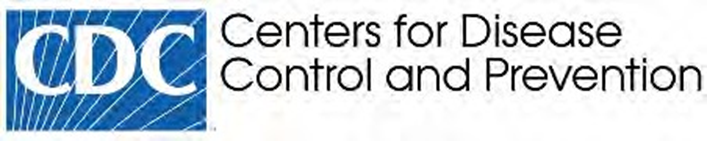 CDC
Centers for Disease
Control and Prevention